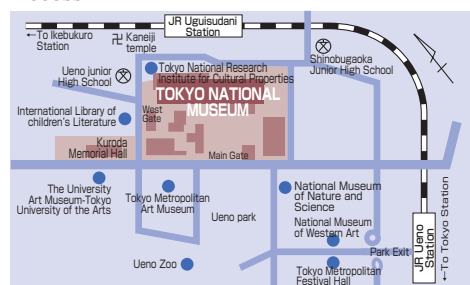 JR Uguisudani
Station
←To Ikebukuro
Station
卍 Kaneiji
temple
Shinobugaoka
Junior High School
Ueno junior
High School
Tokyo National Research
Institute for Cultural Properties
TOKYO NATIONAL
MUSEUM
International Library of
children's Literature
West
Gate
Kuroda
Memorial Hall
Main Gate
The University
Art Museum-Tokyo
University of the Arts
Tokyo Metropolitan
Art Museum
Ueno park
National Museum
of Nature and
Science
National Museum
of Western Art
Park Exit
JR Ueno
Station
←To Tokyo Station
Ueno Zoo
Tokyo Metropolitan
Festival Hall